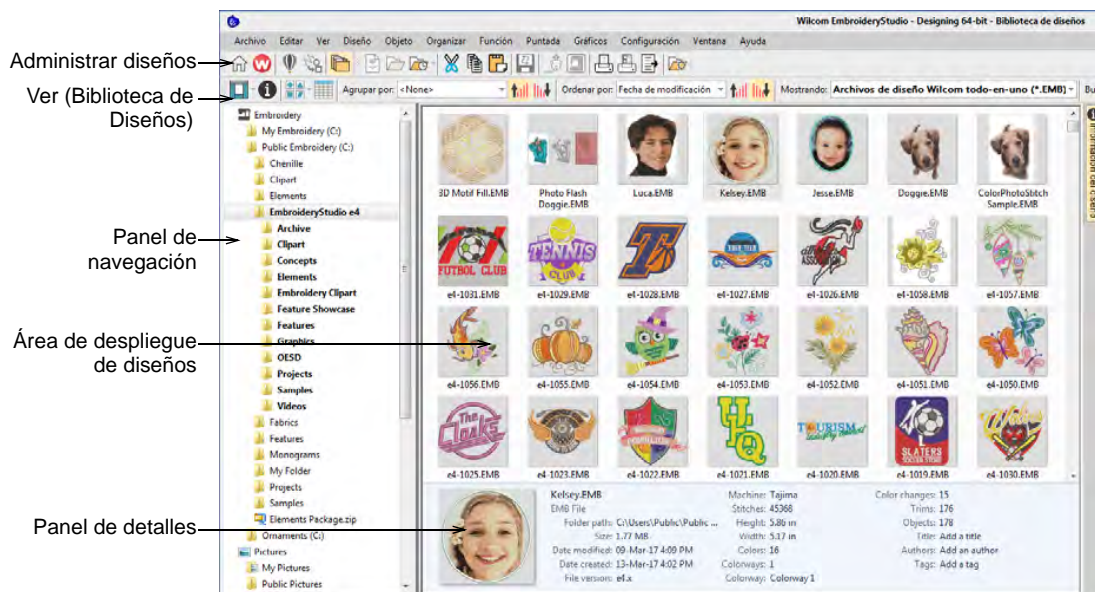 Wilcom EmbroideryStudio - Designing 64-bit - Biblioteca de diseños
Archivo Editar Ver Diseño Objeto Organizar Función Puntada Gráficos Configuración Ventana Ayuda
Administrar diseños
Ver (Biblioteca de
Diseños)
Agrupar por: <None> Ordenar por: Fecha de modificación Mostrando: Archivos de diseño Wilcom todo-en-uno (*.EMB) Bu
Embroidery
My Embroidery (C:)
Public Embroidery (C:)
Chenille
Clipart
Elements
EmbroideryStudio e4
Archive
Clipart
Concepts
Elements
Embroidery Clipart
Feature Showcase
Features
Graphics
OESD
Projects
Samples
Videos
Fabrics
Features
Monograms
My Folder
Projects
Samples
Elements Package.zip
Ornaments (C:)
Pictures
My Pictures
Public Pictures
Panel de
navegación
Área de despliegue
de diseños
Panel de detalles
3D Motif Fill.EMB Photo Flash Doggie.EMB Luca.EMB Kelsey.EMB Jesse.EMB Doggie.EMB ColorPhotoStitch Sample.EMB
FUTBOL CLUB
TENNIS
CLUB
ASSOCIATION
e4-1031.EMB e4-1029.EMB e4-1028.EMB e4-1027.EMB e4-1026.EMB e4-1058.EMB e4-1057.EMB
e4-1056.EMB e4-1055.EMB e4-1054.EMB e4-1053.EMB e4-1052.EMB e4-1051.EMB e4-1050.EMB
The
Cloaks
UFQ
TOURISM
SLATERS
e4-1025.EMB e4-1023.EMB e4-1022.EMB e4-1021.EMB e4-1020.EMB e4-1019.EMB e4-1030.EMB
Kelsey.EMB
EMB File
Folder path: C:\Users\Public\Public ...
Size: 1.77 MB
Date modified: 09-Mar-17 4:09 PM
Date created: 13-Mar-17 4:02 PM
File version: e4.x
Machine: Tajima
Stitches: 45368
Height: 5.86 in
Width: 5.17 in
Colors: 16
Colorways: 1
Colorway: Colorway 1
Color changes: 15
Trims: 176
Objects: 178
Title: Add a title
Authors: Add an author
Tags: Add a tag